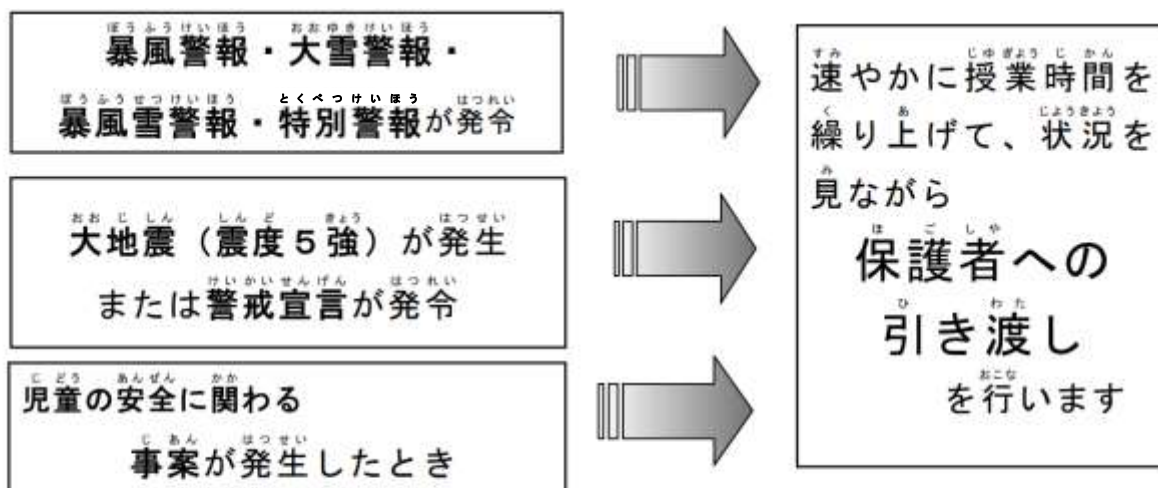 暴風警報・大雪警報・
暴風雪警報・特別警報が発令
大地震（震度５強）が発生
または警戒宣言が発令
児童の安全に関わる
事案が発生したとき
速やかに授業時間を
繰り上げて、状況を
見ながら
保護者への
引き渡し
を行います